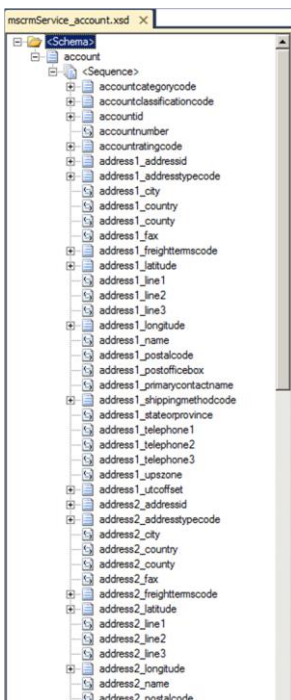 mscrmService_account.xsd
<Schema>
account
<Sequence>
accountcategorycode
accountclassificationcode
accountid
accountnumber
accountratingcode
address1_addressid
address1_addresstypecode
address1_city
address1_country
address1_county
address1_fax
address1_freighttermscode
address1_latitude
address1_line1
address1_line2
address1_line3
address1_longitude
address1_name
address1_postalcode
address1_postofficebox
address1_primarycontactname
address1_shippingmethodcode
address1_stateorprovince
address1_telephone1
address1_telephone2
address1_telephone3
address1_upszone
address1_utcoffset
address2_addressid
address2_addresstypecode
address2_city
address2_country
address2_county
address2_fax
address2_freighttermscode
address2_latitude
address2_line1
address2_line2
address2_line3
address2_longitude
address2_name
address2_postalcode